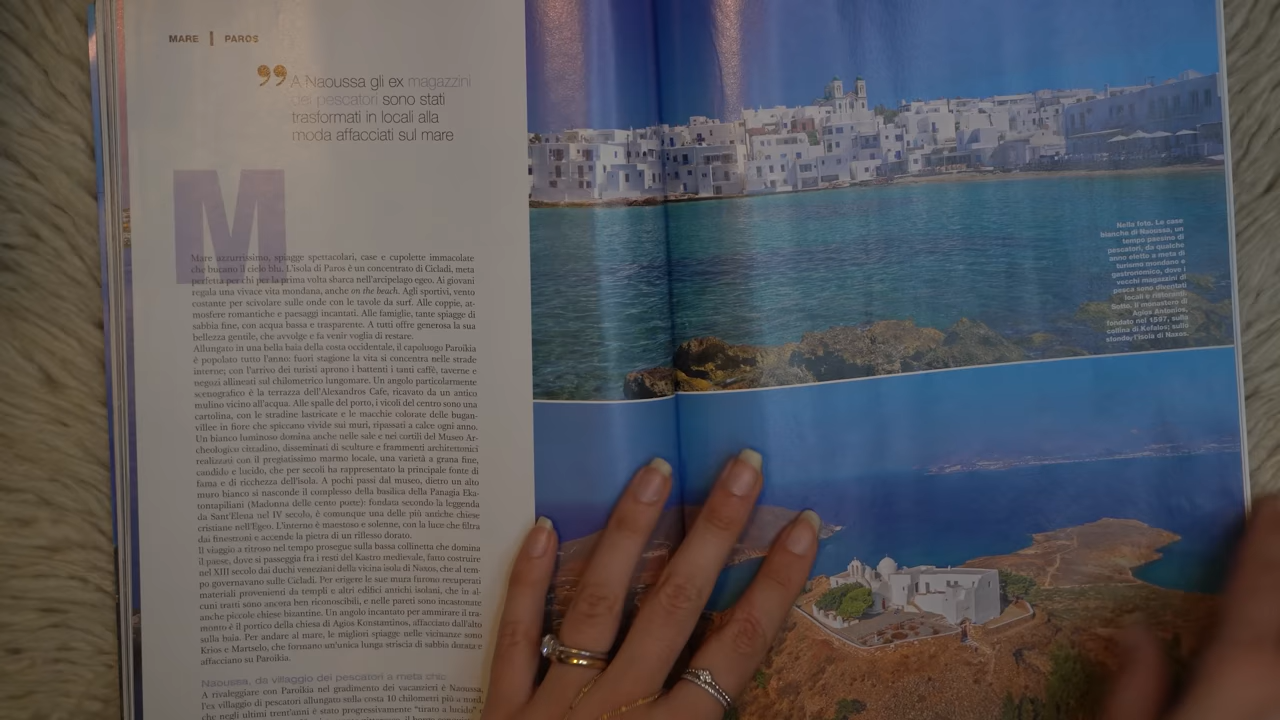 MARE | PAROS
” A Naoussa gli ex magazzini
dei pescatori sono stati
trasformati in locali alla
moda affacciati sul mare
M
Mare azzurrissimo, spiagge spettacolari, case e cupolette immacolate
che bucano il cielo blu. L'isola di Paros è un concentrato di Cicladi, meta
perfetta per chi per la prima volta sbarca nell'arcipelago egeo. Ai giovani
regala una vivace vita mondana, anche on the beach. Agli sportivi, vento
costante per scivolare sulle onde con le tavole da surf. Alle coppie, at-
mosfere romantiche e paesaggi incantati. Alle famiglie, tante spiagge di
sabbia fine, con acqua bassa e trasparente. A tutti offre generosa la sua
bellezza gentile, che avvolge e fa venir voglia di restare.
Allungato in una bella baia della costa occidentale, il capoluogo Paroikia
è popolato tutto l'anno: fuori stagione la vita si concentra nelle strade
interne; con l'arrivo dei turisti aprono i battenti i tanti caffè, taverne e
negozi allineati sul chilometrico lungomare. Un angolo particolarmente
scenografico è la terrazza dell'Alexandros Cafe, ricavato da un antico
mulino vicino all'acqua. Alle spalle del porto, i vicoli del centro sono una
cartolina, con le stradine lastricate e le macchie colorate delle bugan-
villee in fiore che spiccano vivide sui muri, ripassati a calce ogni anno.
Un bianco luminoso domina anche nelle sale e nei cortili del Museo Ar-
cheologico cittadino, disseminati di sculture e frammenti architettonici
realizzati con il pregiatissimo marmo locale, una varietà a grana fine,
candido e lucido, che per secoli ha rappresentato la principale fonte di
fama e di ricchezza dell'isola. A pochi passi dal museo, dietro un alto
muro bianco si nasconde il complesso della basilica della Panagia Eka-
tontapiliani (Madonna delle cento porte): fondata secondo la leggenda
da Sant'Elena nel IV secolo, è comunque una delle più antiche chiese
cristiane nell'Egeo. L'interno è maestoso e solenne, con la luce che filtra
dai finestroni e accende la pietra di un riflesso dorato.
Il viaggio a ritroso nel tempo prosegue sulla bassa collinetta che domina
il paese, dove si passeggia fra i resti del Kastro medievale, fatto costruire
nel XIII secolo dai duchi veneziani della vicina isola di Naxos, che al tem-
po governavano sulle Cicladi. Per erigere le sue mura furono recuperati
materiali provenienti da templi e altri edifici antichi isolani, che in al-
cuni tratti sono ancora ben riconoscibili, e nelle pareti sono incastonate
anche piccole chiese bizantine. Un angolo incantato per ammirare il tra-
monto è il portico della chiesa di Agios Konstantinos, affacciato dall'alto
sulla baia. Per andare al mare, le migliori spiagge nelle vicinanze sono
Krios e Martselo, che formano un'unica lunga striscia di sabbia dorata e
affacciano su Paroikia.
Naoussa, da villaggio dei pescatori a meta chic
A rivaleggiare con Paroikia nel gradimento dei vacanzieri è Naoussa,
l'ex villaggio di pescatori allungato sulla costa 10 chilometri più a nord,
che negli ultimi trent'anni è stato progressivamente "tirato a lucido" e
Nella foto. Le case
bianche di Naoussa, un
tempo paesino di
pescatori, da qualche
anno eletto a meta di
turismo mondano e
gastronomico, dove i
vecchi magazzini di
pesca sono diventati
locali e ristoranti.
Sotto. Il monastero di
Agios Antonios,
fondato nel 1597, sulla
collina di Kefalos; sullo
sfondo, l'isola di Naxos.